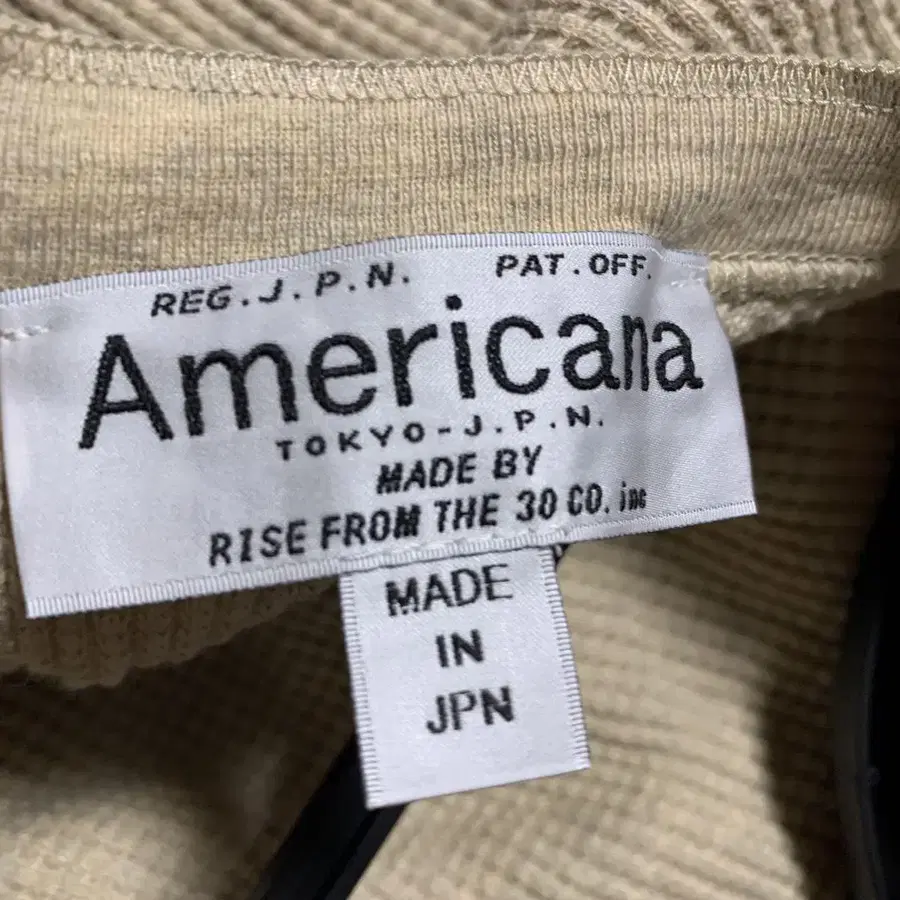 REG.J.P.N. PAT.OFF.
Americana
TOKYO-J.P.N.
MADE BY
RISE FROM THE 30 CO. inc
MADE
IN
JPN